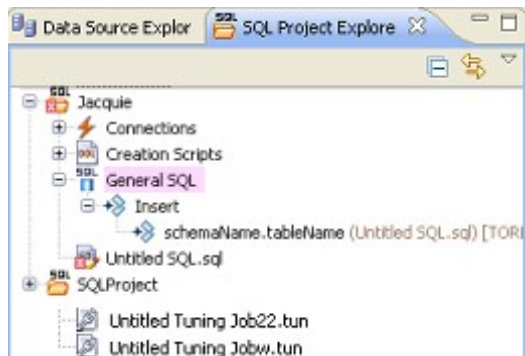 Data Source Explor SQL Project Explore
Jacquie
Connections
Creation Scripts
General SQL
Insert
schemaName.tableName (Untitled SQL.sql) [TORI
Untitled SQL.sql
SQLProject
Untitled Tuning Job22.tun
Untitled Tuning Jobw.tun